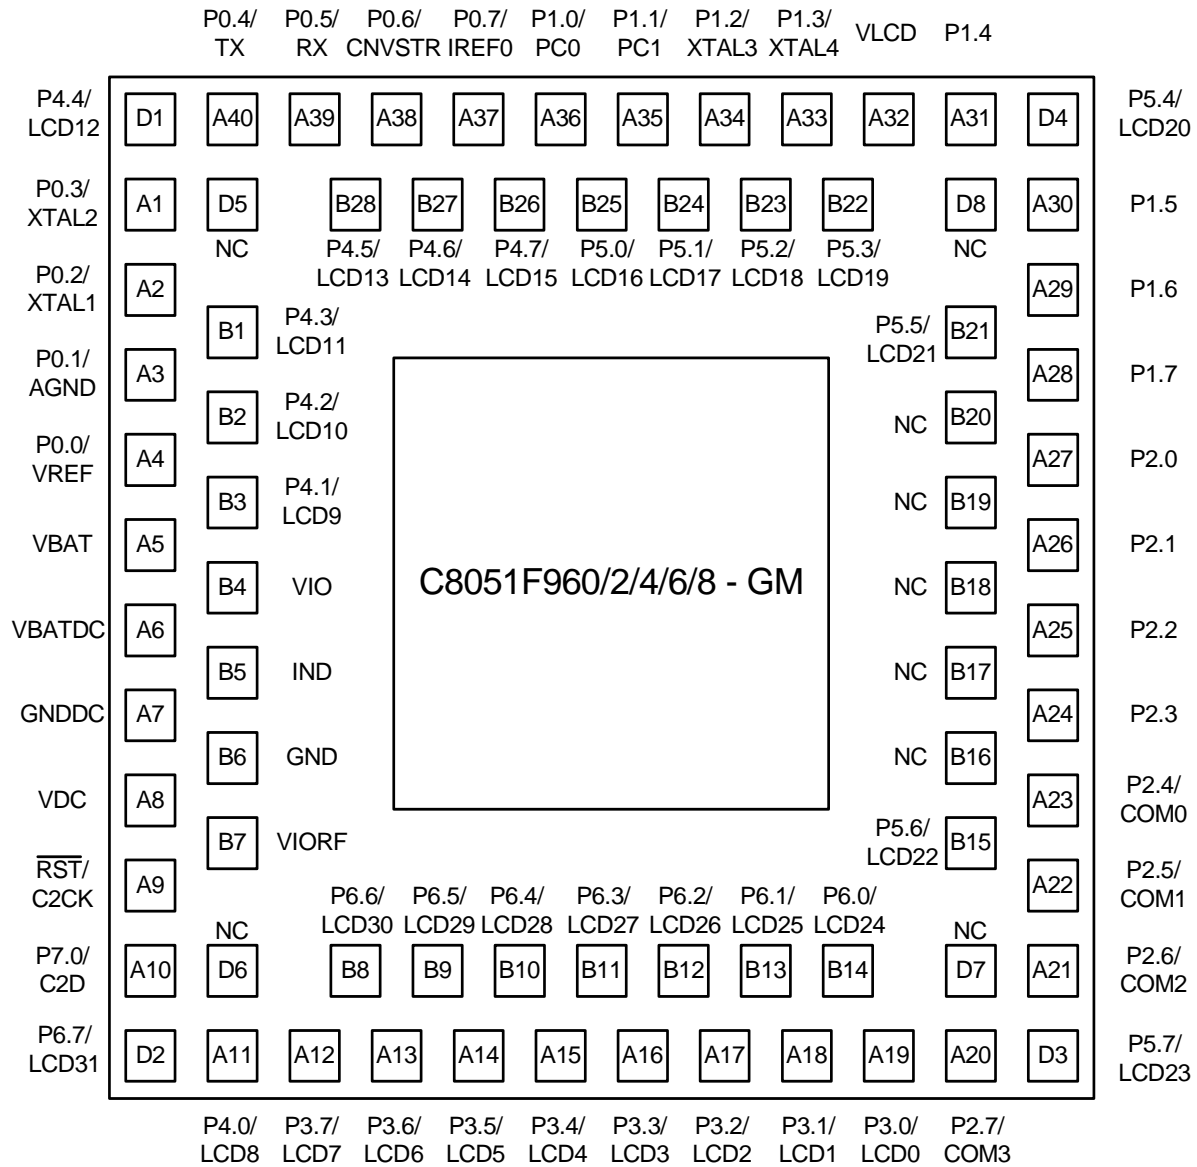 P0.4/ P0.5/ P0.6/ P0.7/ P1.0/ P1.1/ P1.2/ P1.3/ VLCD P1.4
TX RX CNVSTR IREF0 PC0 PC1 XTAL3 XTAL4
P4.4/ P5.4/
LCD12 D1 A40 A39 A38 A37 A36 A35 A34 A33 A32 A31 D4 LCD20
P0.3/
XTAL2 A1 D5 B28 B27 B26 B25 B24 B23 B22 D8 A30 P1.5
NC P4.5/ P4.6/ P4.7/ P5.0/ P5.1/ P5.2/ P5.3/ NC
LCD13 LCD14 LCD15 LCD16 LCD17 LCD18 LCD19
P0.2/
XTAL1 A2 A29 P1.6
B1 P4.3/ P5.5/ B21
LCD11 LCD21
P0.1/
AGND A3 A28 P1.7
B2 P4.2/ NC B20
LCD10
P0.0/
VREF A4 A27 P2.0
B3 P4.1/ NC B19
LCD9
VBAT A5 A26 P2.1
B4 VIO C8051F960/2/4/6/8 - GM NC B18
VBATDC A6 A25 P2.2
B5 IND NC B17
GNDDC A7 A24 P2.3
B6 GND NC B16
VDC A8 A23 P2.4/
COM0
B7 VIORF P5.6/ B15
LCD22
RST/
C2CK A9 A22 P2.5/
COM1
P6.6/ P6.5/ P6.4/ P6.3/ P6.2/ P6.1/ P6.0/
NC LCD30 LCD29 LCD28 LCD27 LCD26 LCD25 LCD24 NC
P7.0/ P2.6/
C2D A10 D6 B8 B9 B10 B11 B12 B13 B14 D7 A21 COM2
P6.7/ P5.7/
LCD31 D2 A11 A12 A13 A14 A15 A16 A17 A18 A19 A20 D3 LCD23
P4.0/ P3.7/ P3.6/ P3.5/ P3.4/ P3.3/ P3.2/ P3.1/ P3.0/ P2.7/
LCD8 LCD7 LCD6 LCD5 LCD4 LCD3 LCD2 LCD1 LCD0 COM3